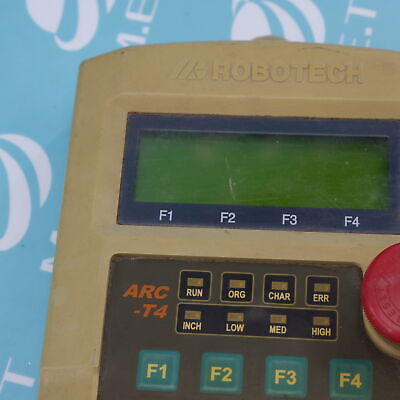 ROBOTECH
F1 F2 F3 F4
ARC
-T4
RUN ORG CHAR ERR
INCH LOW MED HIGH
F1 F2 F3 F4